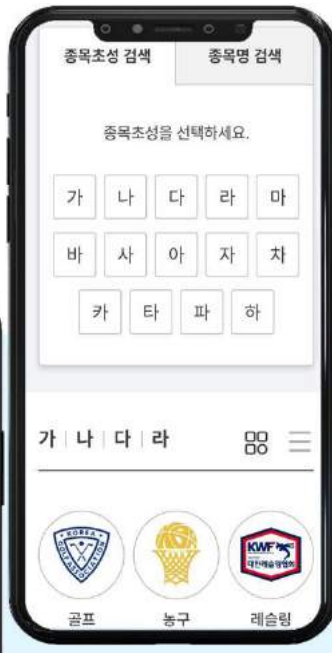 종목초성 검색 종목명 검색
종목초성을 선택하세요.
가 나 다 라 마
바 사 아 자 차
카 타 파 하
가 | 나 | 다 | 라
KOREA
GOLF ASSOCIATION
KWF
대한레슬링협회
골프 농구 레슬링